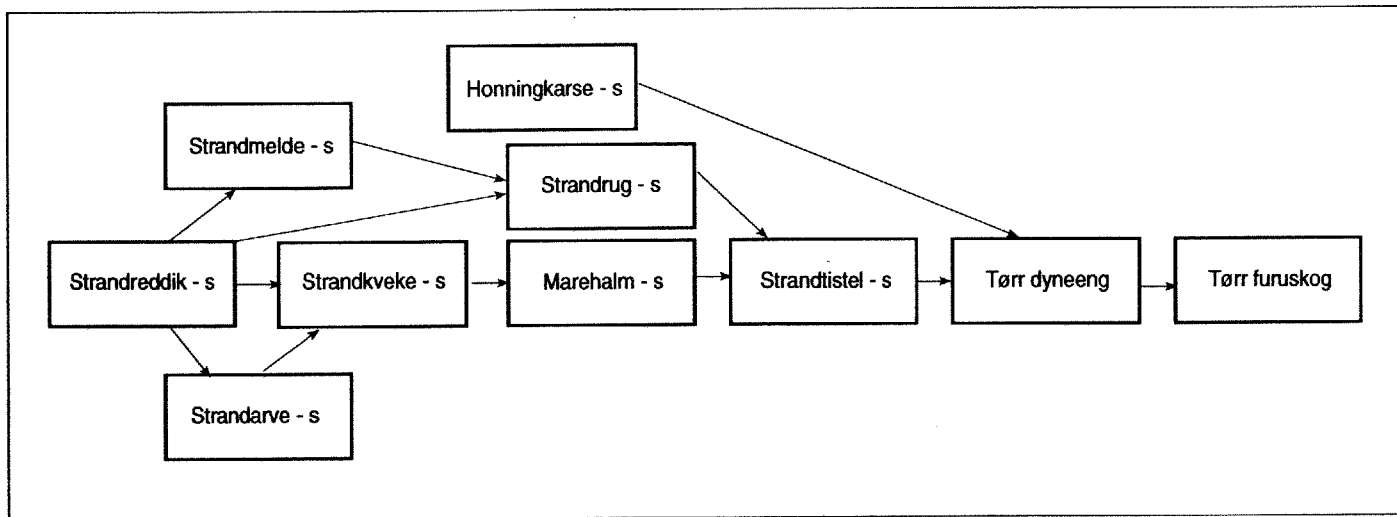 Honningkarse - s
Strandmelde - s
Strandrug - s
Strandreddik - s
Strandkveke - s
Marehalm - s
Strandtistel - s
Tørr dyneeng
Tørr furuskog
Strandarve - s